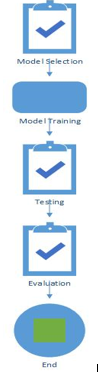 Model Selection
Model Training
Testing
Evaluation
End